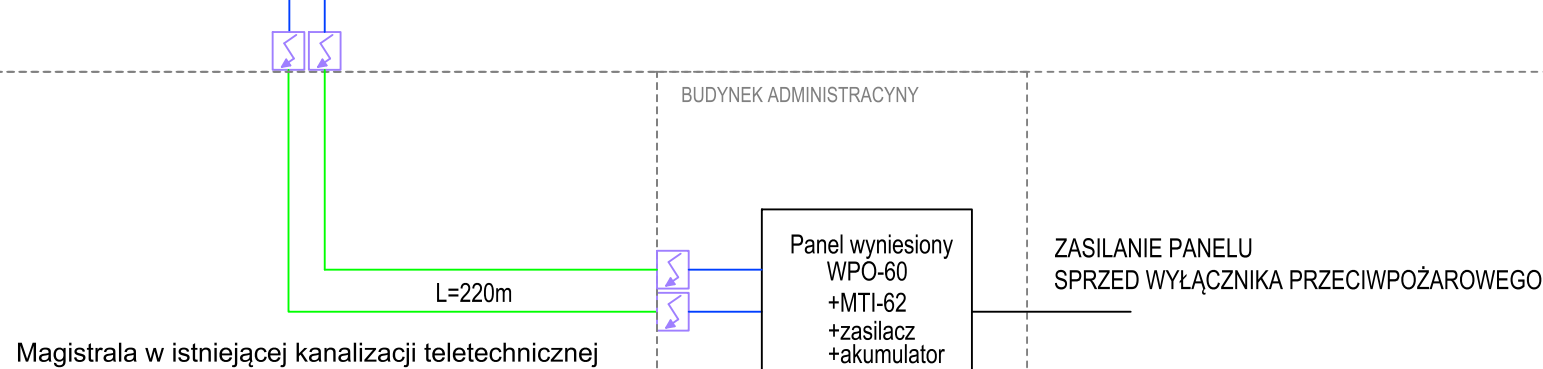 BUDYNEK ADMINISTRACYNY
Panel wyniesiony
WPO-60
+MTI-62
+zasilacz
+akumulator
ZASILANIE PANELU
SPRZED WYŁĄCZNIKA PRZECIWPOŻAROWEGO
L=220m
Magistrala w istniejącej kanalizacji teletechnicznej